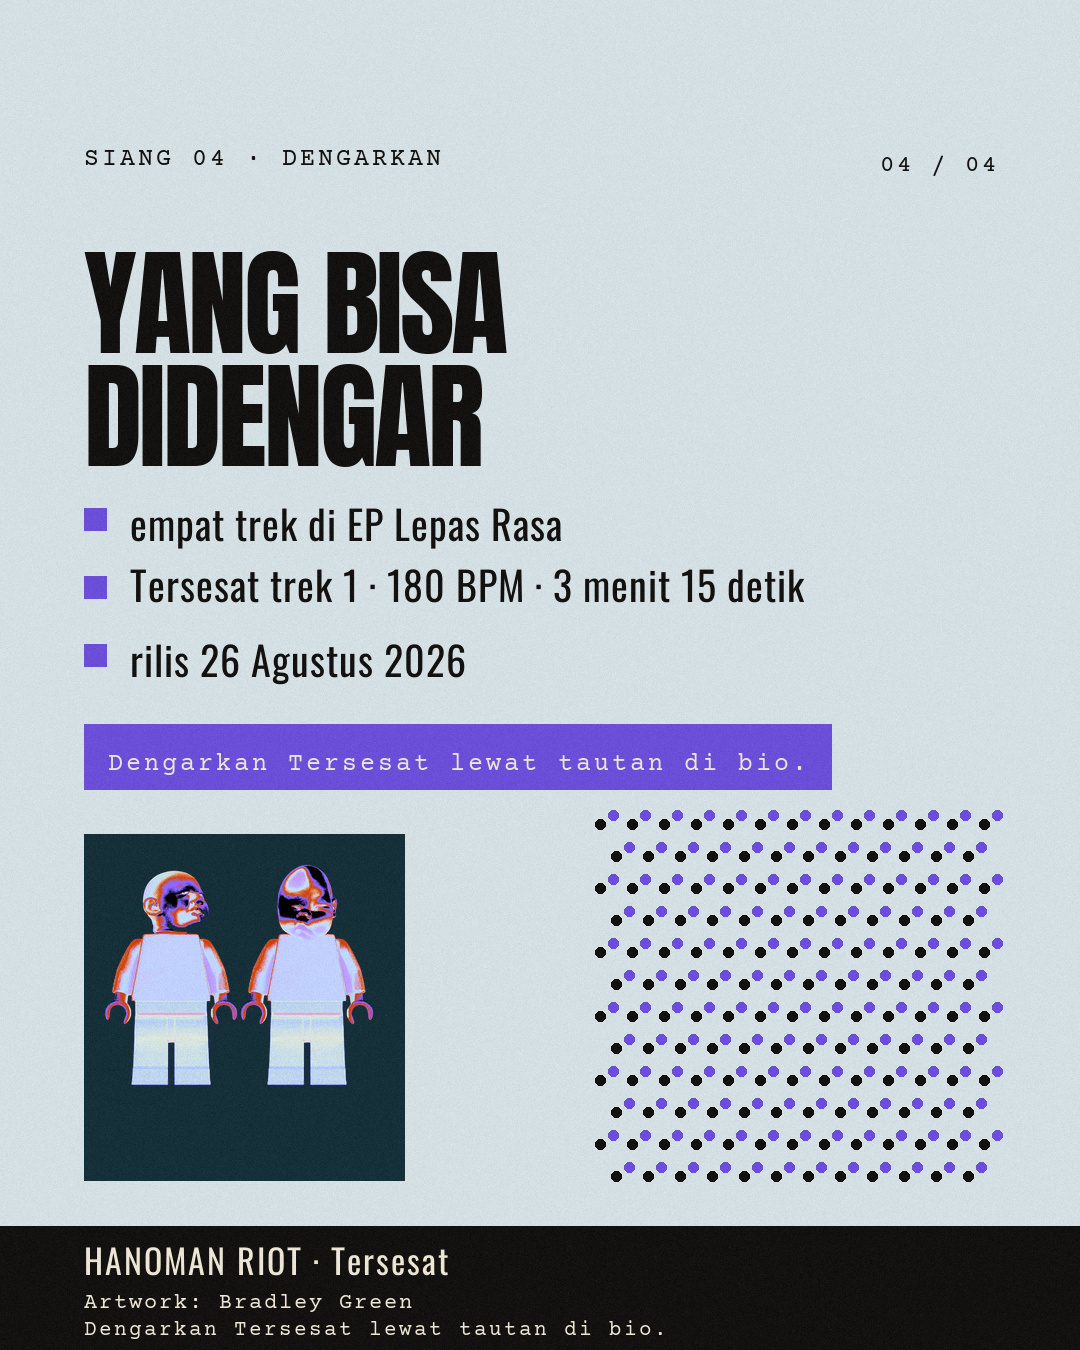 SIANG 04 · DENGARKAN
04 / 04
YANG BISA
DIDENGAR
empat trek di EP Lepas Rasa
Tersesat trek 1 · 180 BPM · 3 menit 15 detik
rilis 26 Agustus 2026
Dengarkan Tersesat lewat tautan di bio.
HANOMAN RIOT · Tersesat
Artwork: Bradley Green
Dengarkan Tersesat lewat tautan di bio.